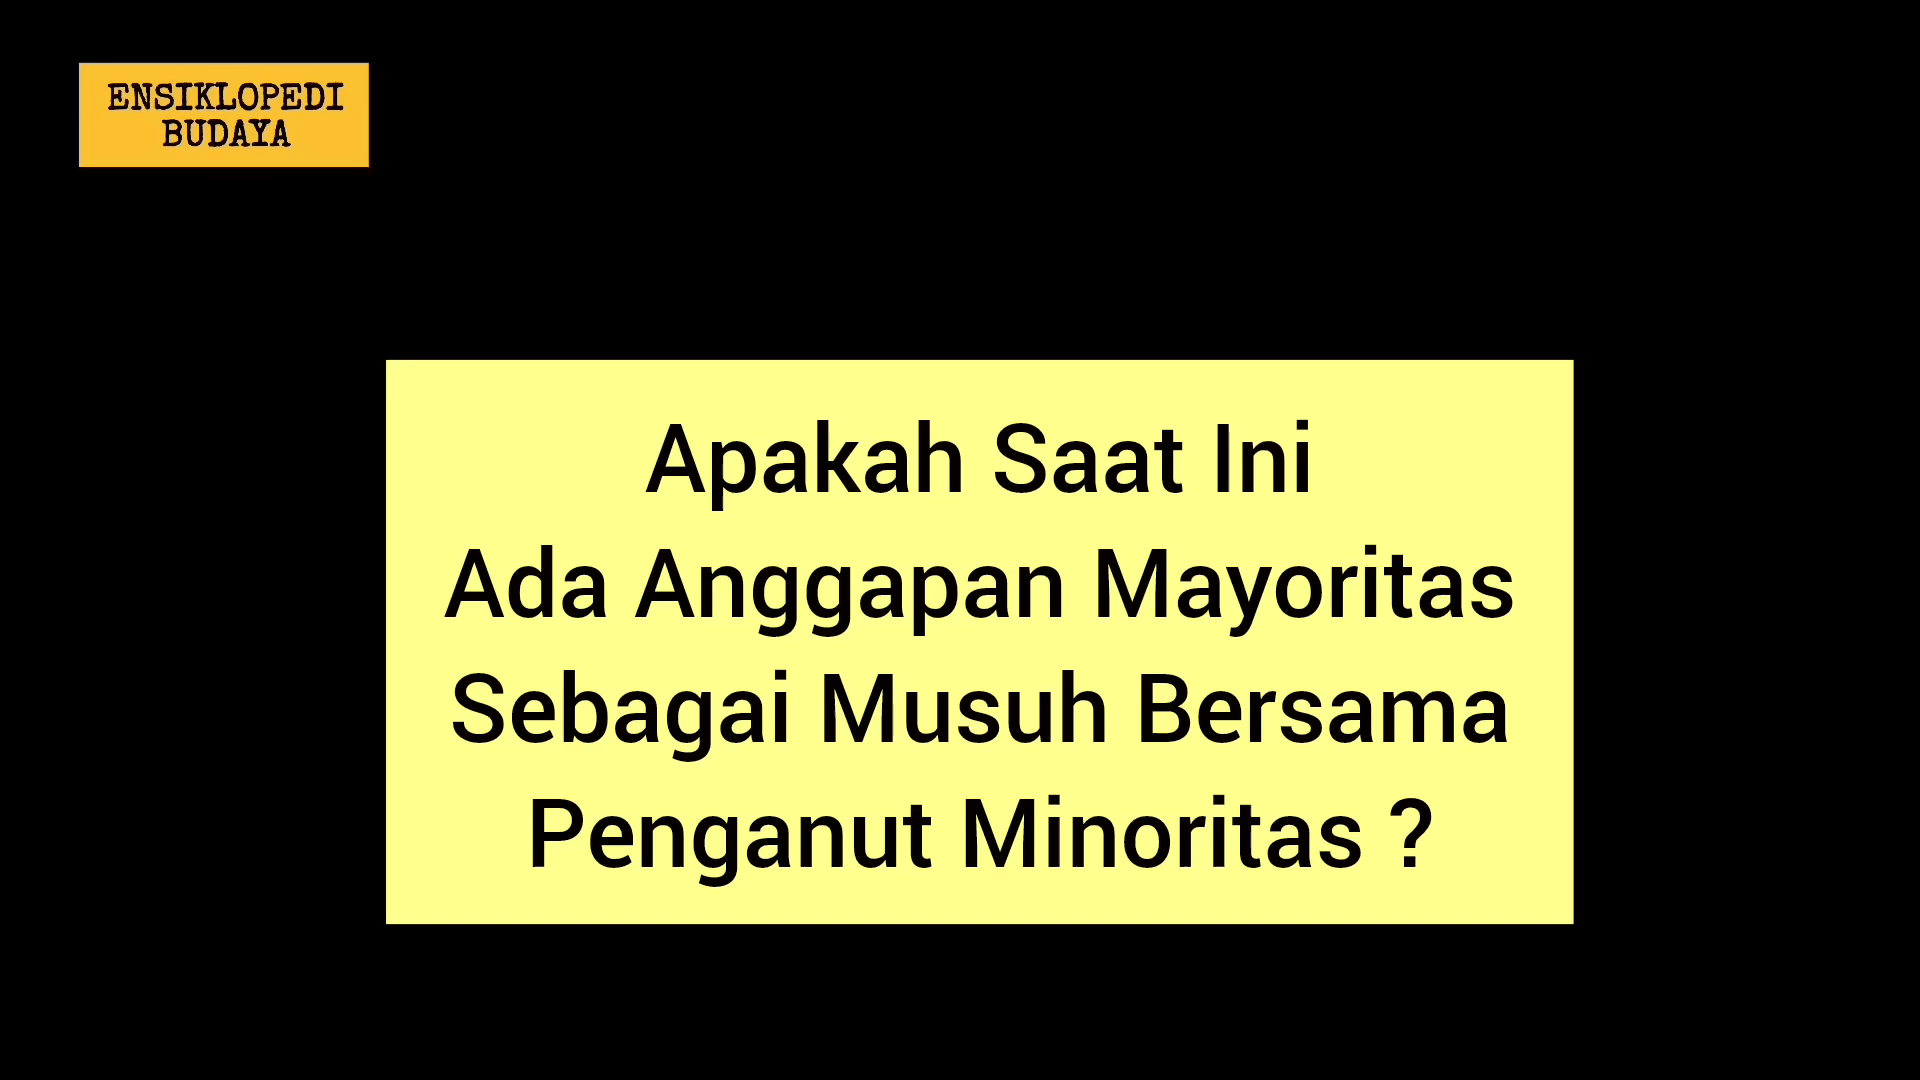 ENSIKLOPEDI
BUDAYA
Apakah Saat Ini
Ada Anggapan Mayoritas
Sebagai Musuh Bersama
Penganut Minoritas ?